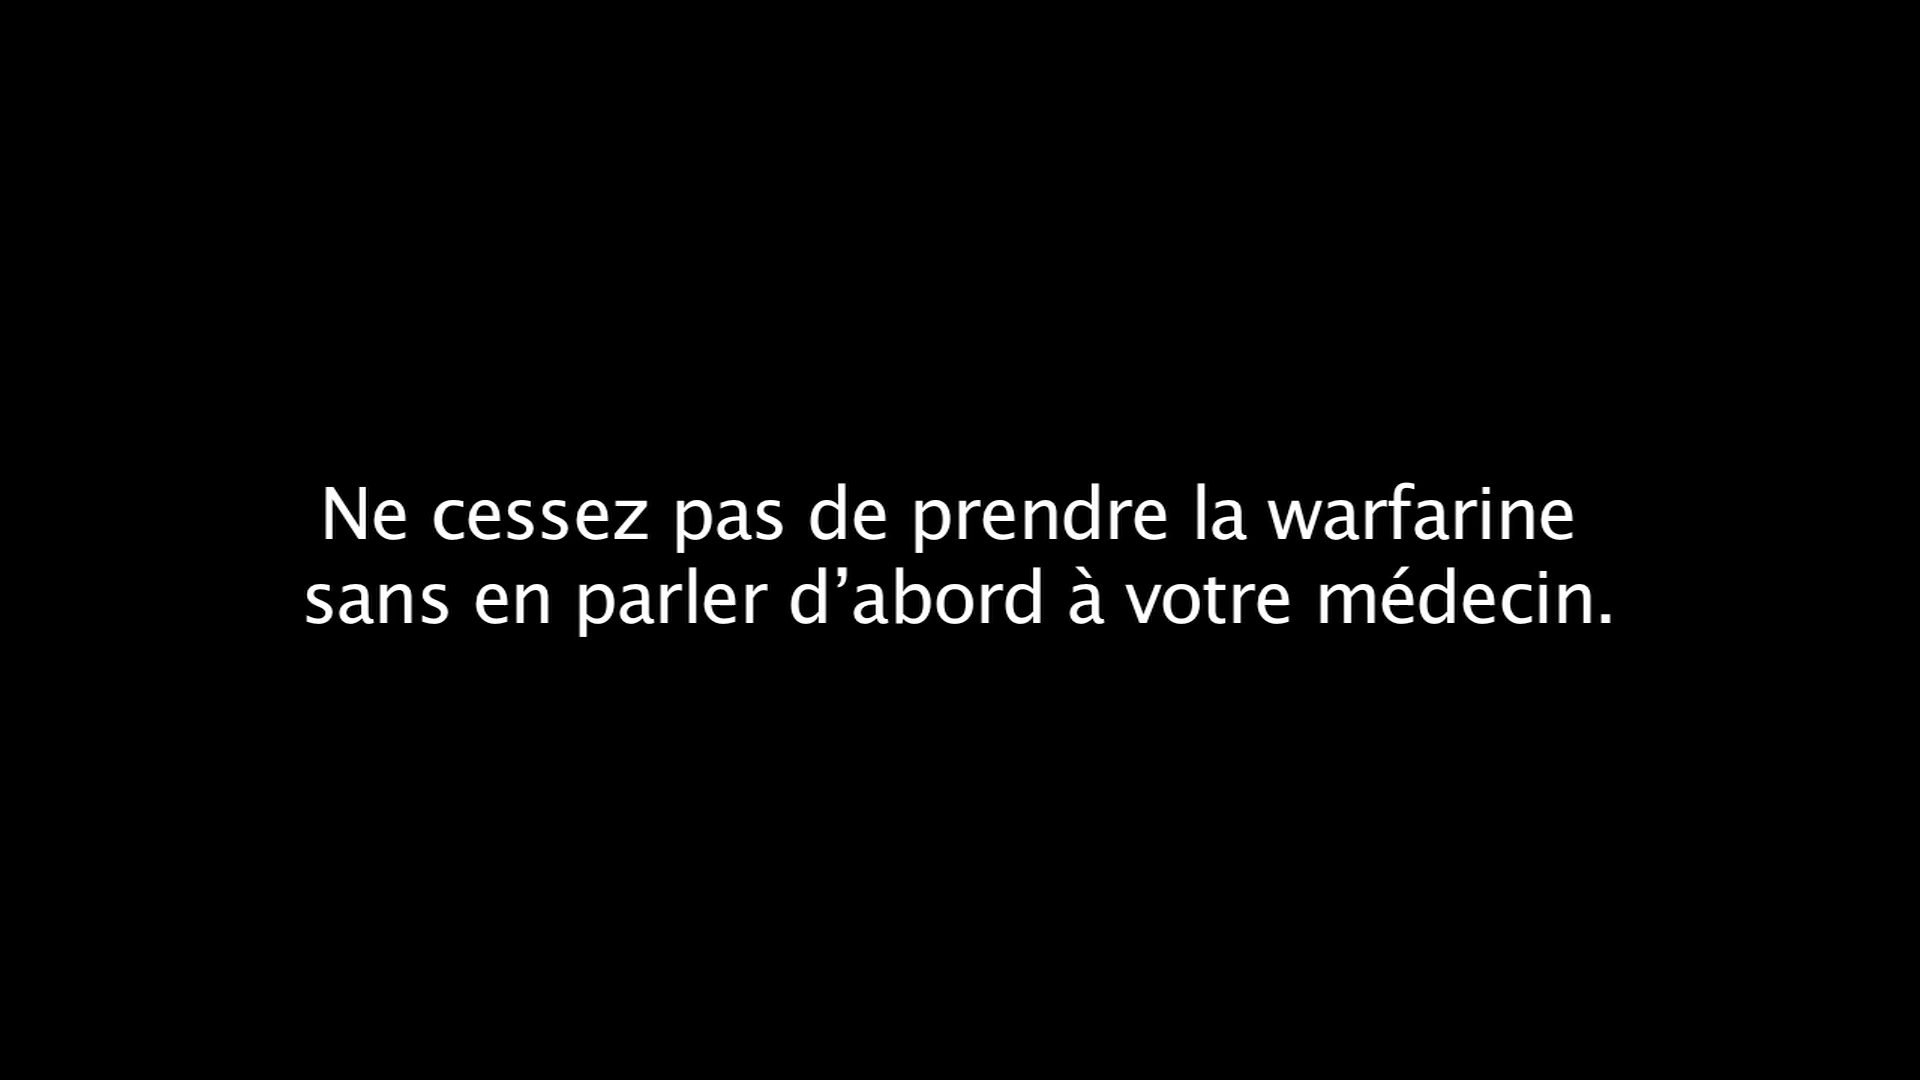 Ne cessez pas de prendre la warfarine
sans en parler d’abord à votre médecin.